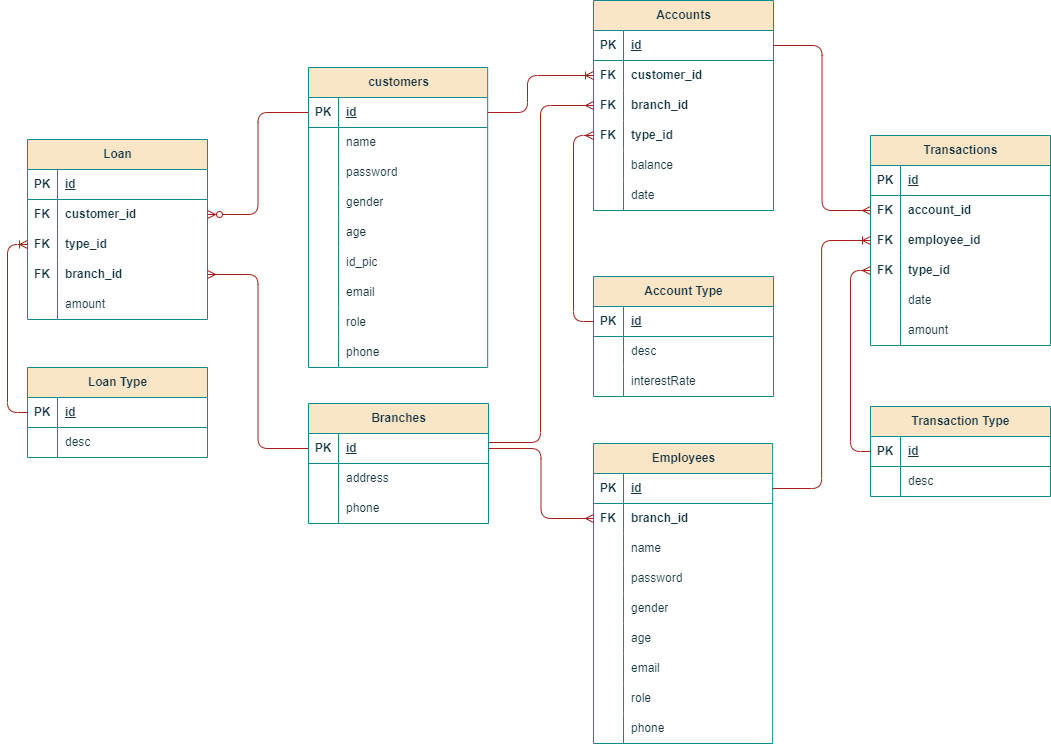 Accounts
PK id
FK customer_id
FK branch_id
FK type_id
balance
date
customers
PK id
name
password
gender
age
id_pic
email
role
phone
Loan
PK id
FK customer_id
FK type_id
FK branch_id
amount
Transactions
PK id
FK account_id
FK employee_id
FK type_id
date
amount
Account Type
PK id
desc
interestRate
Loan Type
PK id
desc
Branches
PK id
address
phone
Transaction Type
PK id
desc
Employees
PK id
FK branch_id
name
password
gender
age
email
role
phone